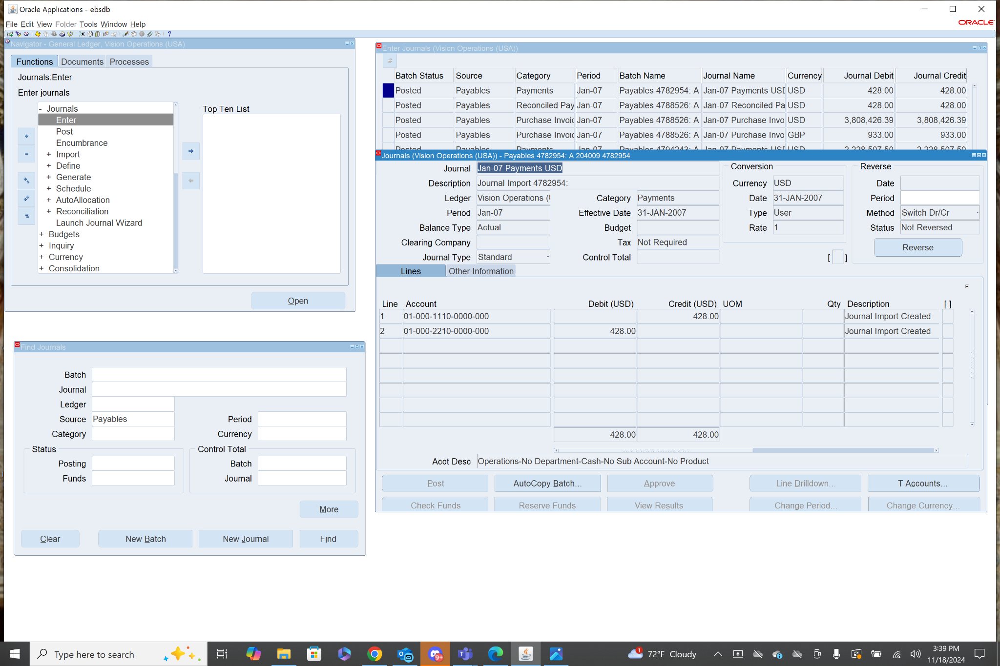 Oracle Applications - ebsdb
File Edit View Folder Tools Window Help
ORACLE
Navigator - General Ledger, Vision Operations (USA)
Functions Documents Processes
Journals:Enter
Enter journals
- Journals
Enter
Post
Encumbrance
+ Import
+ Define
+ Generate
+ Schedule
+ AutoAllocation
+ Reconciliation
Launch Journal Wizard
+ Budgets
+ Inquiry
+ Currency
+ Consolidation
Top Ten List
Open
Find Journals
Batch
Journal
Ledger
Source Payables Period
Category Currency
Status Control Total
Posting Batch
Funds Journal
More
Clear New Batch New Journal Find
Enter Journals (Vision Operations (USA))
Batch Status Source Category Period Batch Name Journal Name Currency Journal Debit Journal Credit
Posted Payables Payments Jan-07 Payables 4782954: A Jan-07 Payments USD USD 428.00 428.00
Posted Payables Reconciled Pay Jan-07 Payables 4788526: A Jan-07 Reconciled Pa USD 428.00 428.00
Posted Payables Purchase Invoic Jan-07 Payables 4788526: A Jan-07 Purchase Invo USD 3,808,426.39 3,808,426.39
Posted Payables Purchase Invoic Jan-07 Payables 4788526: A Jan-07 Purchase Invo GBP 933.00 933.00
Posted Payables Payments Jan-07 Payables 4794243: A Jan-07 Payments USD USD 2,228,507.50 2,228,507.50
Journals (Vision Operations (USA)) - Payables 4782954: A 204009 4782954
Journal Jan-07 Payments USD Conversion Reverse
Description Journal Import 4782954: Currency USD Date
Ledger Vision Operations (U Category Payments Date 31-JAN-2007 Period
Period Jan-07 Effective Date 31-JAN-2007 Type User Method Switch Dr/Cr
Balance Type Actual Budget Rate 1 Status Not Reversed
Clearing Company Tax Not Required Reverse
Journal Type Standard Control Total [ ]
Lines Other Information
Line Account Debit (USD) Credit (USD) UOM Qty Description [ ]
1 01-000-1110-0000-000 428.00 Journal Import Created
2 01-000-2210-0000-000 428.00 Journal Import Created
428.00 428.00
Acct Desc Operations-No Department-Cash-No Sub Account-No Product
Post AutoCopy Batch... Approve Line Drilldown... T Accounts...
Check Funds Reserve Funds View Results Change Period... Change Currency...
Type here to search
9+
1
72°F Cloudy
3:39 PM
11/18/2024